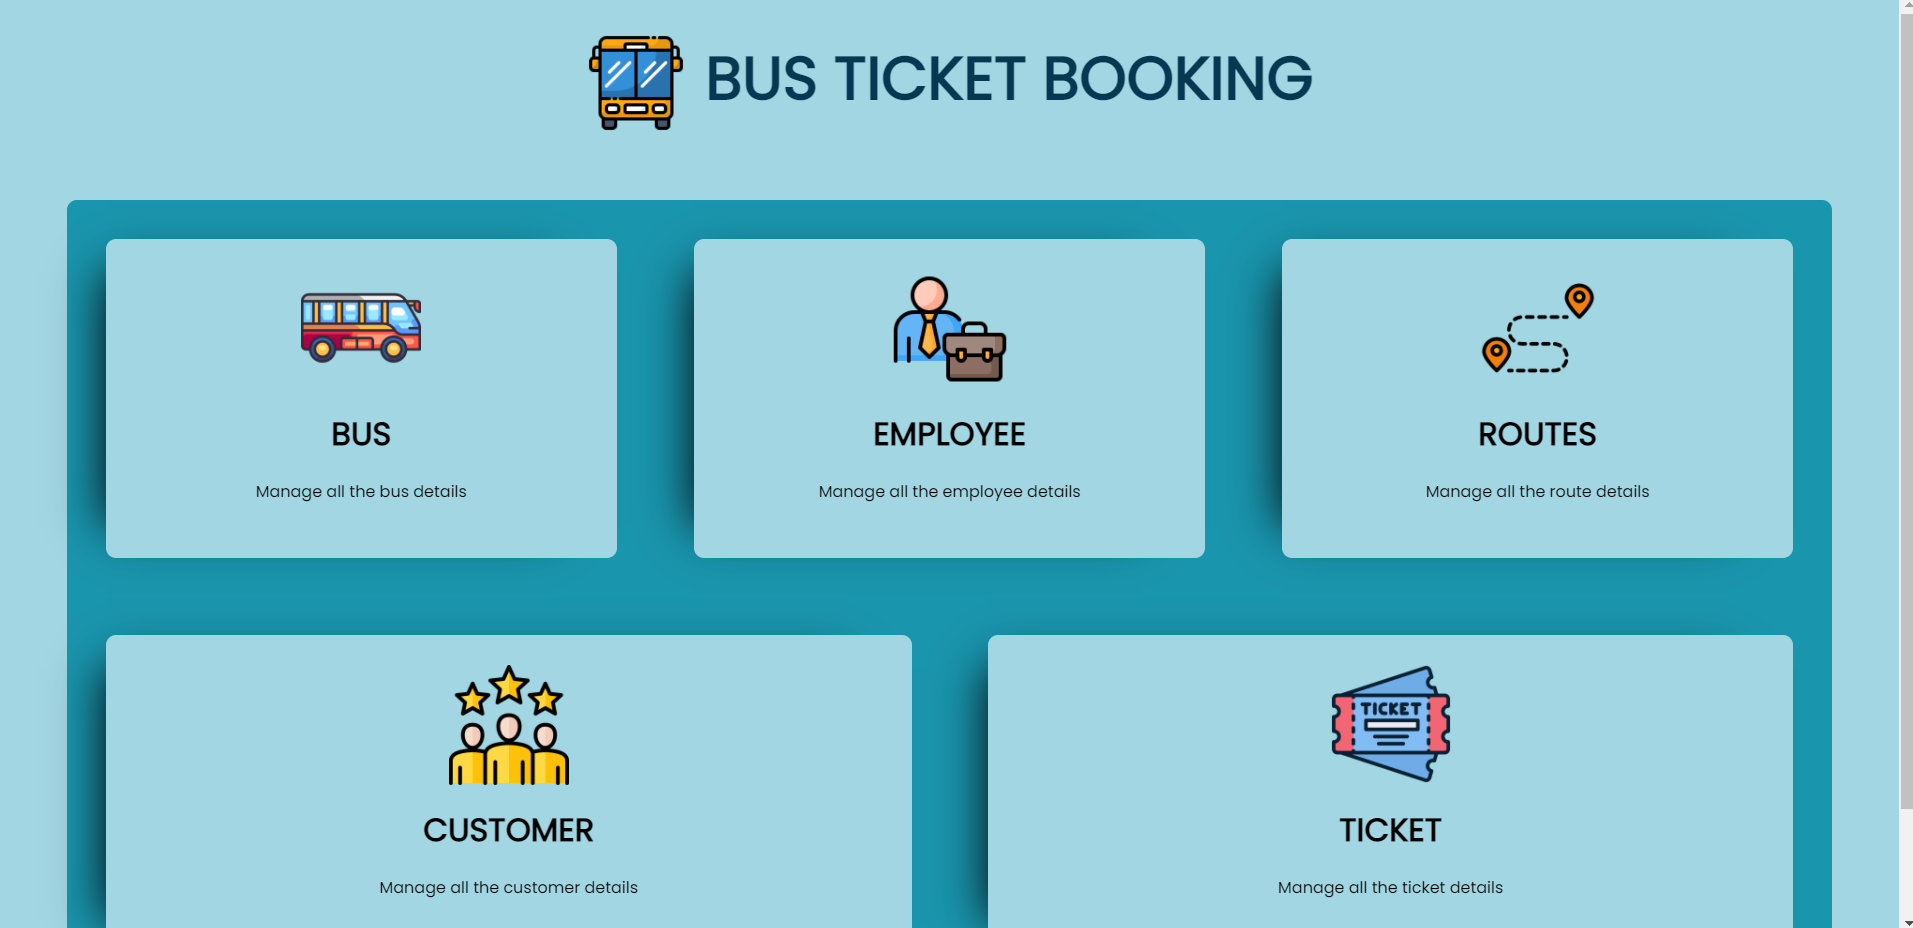 BUS TICKET BOOKING
BUS
Manage all the bus details
EMPLOYEE
Manage all the employee details
ROUTES
Manage all the route details
TICKET
CUSTOMER
Manage all the customer details
TICKET
Manage all the ticket details